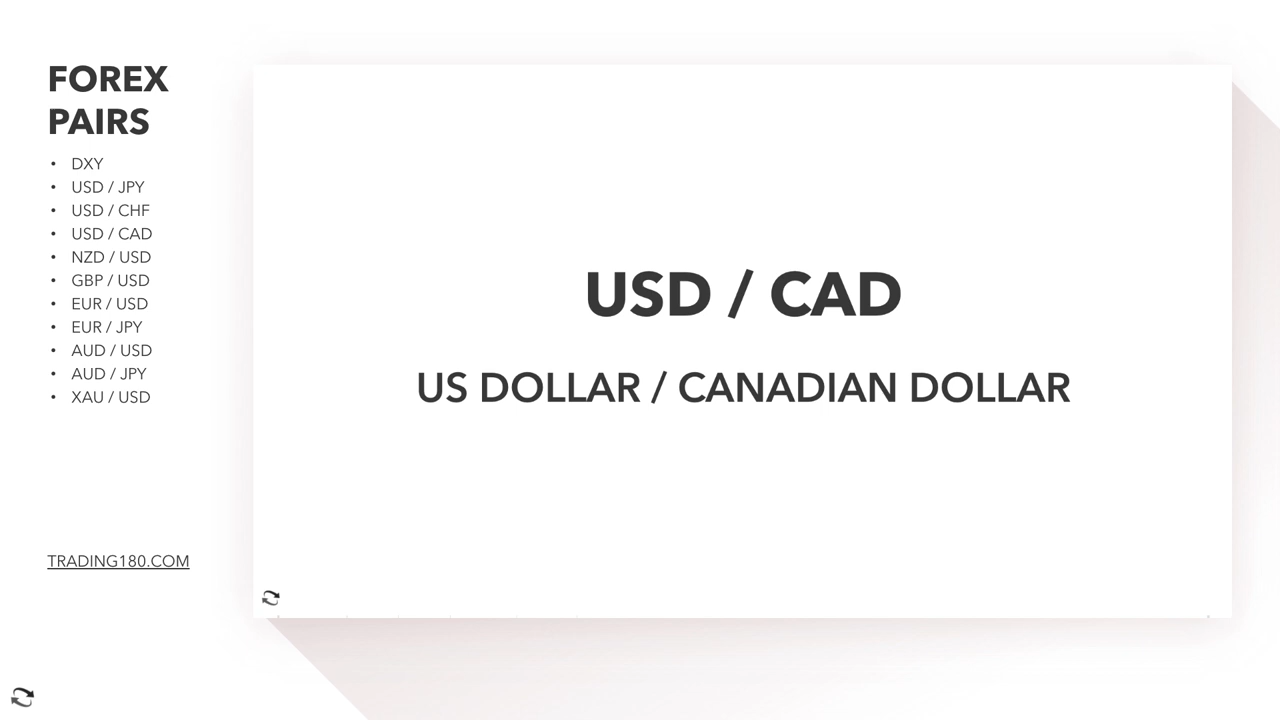 FOREX
PAIRS
• DXY
• USD / JPY
• USD / CHF
• USD / CAD
• NZD / USD
• GBP / USD
• EUR / USD
• EUR / JPY
• AUD / USD
• AUD / JPY
• XAU / USD
TRADING180.COM
USD / CAD
US DOLLAR / CANADIAN DOLLAR